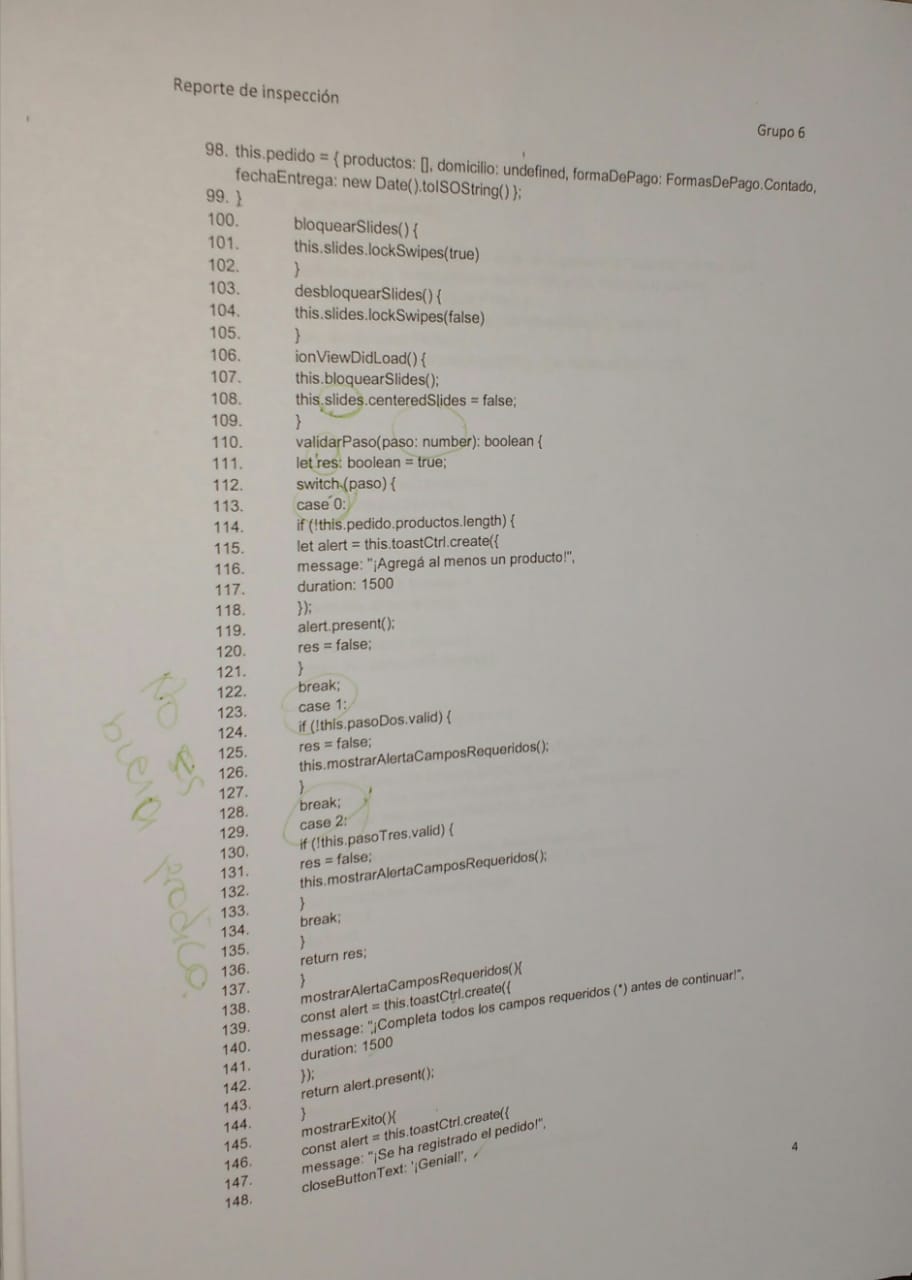 Reporte de inspección
Grupo 6
98. this.pedido = { productos: [], domicilio: undefined, formaDePago: FormasDePago.Contado,
fechaEntrega: new Date().toISOString() };
99. }
100. bloquearSlides() {
101. this.slides.lockSwipes(true)
102. }
103. desbloquearSlides() {
104. this.slides.lockSwipes(false)
105. }
106. ionViewDidLoad() {
107. this.bloquearSlides();
108. this.slides.centeredSlides = false;
109. }
110. validarPaso(paso: number): boolean {
111. let res: boolean = true;
112. switch (paso) {
113. case 0:
114. if (!this.pedido.productos.length) {
115. let alert = this.toastCtrl.create({
116. message: "¡Agregá al menos un producto!",
117. duration: 1500
118. });
119. alert.present();
120. res = false;
121. }
122. break;
123. case 1:
124. if (!this.pasoDos.valid) {
125. res = false;
126. this.mostrarAlertaCamposRequeridos();
127. }
128. break;
129. case 2:
130. if (!this.pasoTres.valid) {
131. res = false;
132. this.mostrarAlertaCamposRequeridos();
133. }
134. break;
135. }
136. return res;
137. }
138. mostrarAlertaCamposRequeridos(){
139. const alert = this.toastCtrl.create({
140. message: "¡Completa todos los campos requeridos (*) antes de continuar!",
141. duration: 1500
142. });
143. return alert.present();
144. }
145. mostrarExito(){
146. const alert = this.toastCtrl.create({
147. message: "¡Se ha registrado el pedido!",
148. closeButtonText: '¡Genial!',
no es
buena
práctica.
4